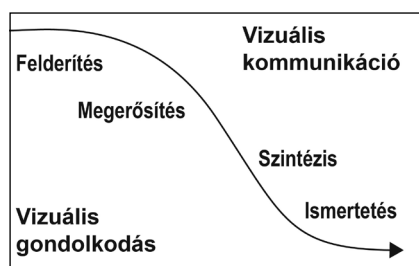 Vizuális
kommunikáció
Felderítés
Megerősítés
Szintézis
Ismertetés
Vizuális
gondolkodás